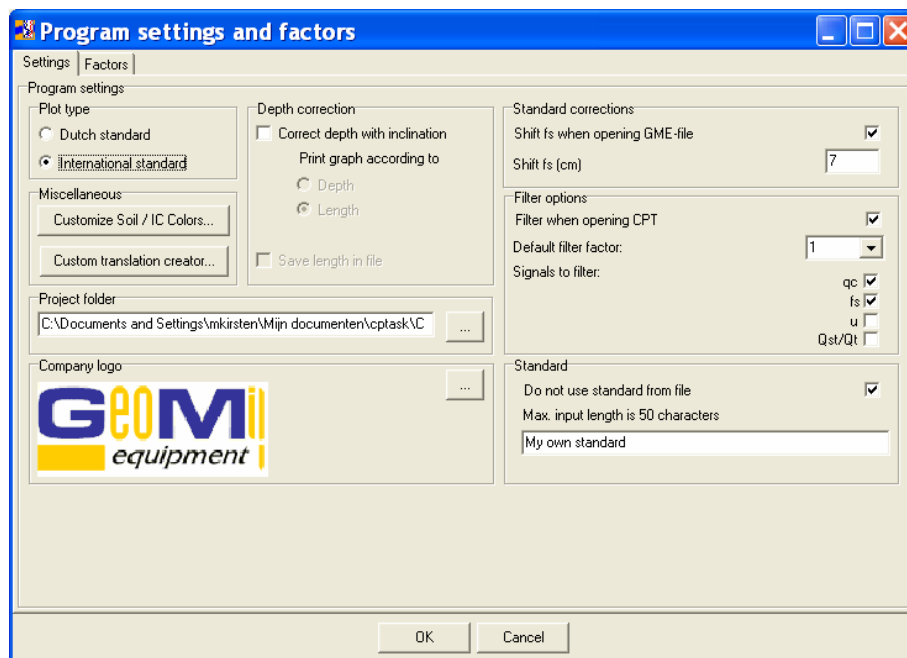 Program settings and factors
Settings Factors
Program settings
Plot type
Dutch standard
International standard
Miscellaneous
Customize Soil / IC Colors...
Custom translation creator...
Depth correction
Correct depth with inclination
Print graph according to
Depth
Length
Save length in file
Project folder
C:\Documents and Settings\mkirsten\Mijn documenten\cptask\C
...
Company logo
...
GeoMil
equipment
Standard corrections
Shift fs when opening GME-file
Shift fs (cm) 7
Filter options
Filter when opening CPT
Default filter factor: 1
Signals to filter:
qc
fs
u
Qst/Qt
Standard
Do not use standard from file
Max. input length is 50 characters
My own standard
OK Cancel